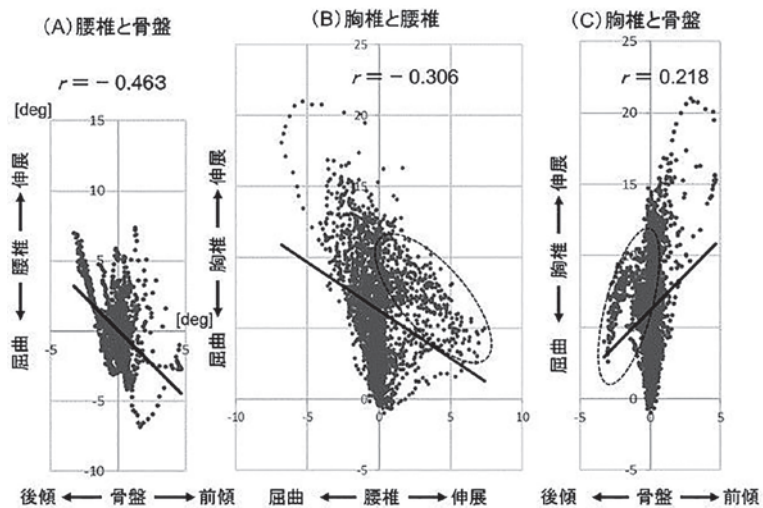 (A)腰椎と骨盤
r = − 0.463
[deg]
15
10
5
[deg]
-5
5
-5
-10
屈曲 ← 腰椎 → 伸展
後傾 ← 骨盤 → 前傾
(B)胸椎と腰椎
25
r = − 0.306
20
15
10
5
0
-10
-5
0
5
10
-5
屈曲 ← 胸椎 → 伸展
屈曲 ← 腰椎 → 伸展
(C)胸椎と骨盤
25
r = 0.218
20
15
0
-5
0
5
-5
屈曲 ← 胸椎 → 伸展
後傾 ← 骨盤 → 前傾